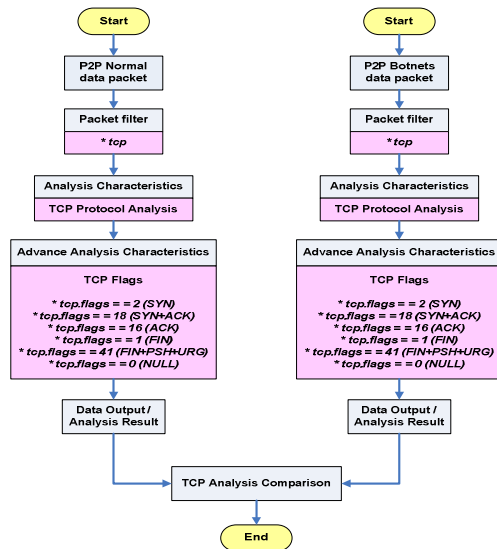 Start
P2P Normal
data packet
Packet filter
* tcp
Analysis Characteristics
TCP Protocol Analysis
Advance Analysis Characteristics
TCP Flags
* tcp.flags = = 2 (SYN)
* tcp.flags = = 18 (SYN+ACK)
* tcp.flags = = 16 (ACK)
* tcp.flags = = 1 (FIN)
* tcp.flags = = 41 (FIN+PSH+URG)
* tcp.flags = = 0 (NULL)
Data Output /
Analysis Result
Start
P2P Botnets
data packet
Packet filter
* tcp
Analysis Characteristics
TCP Protocol Analysis
Advance Analysis Characteristics
TCP Flags
* tcp.flags = = 2 (SYN)
* tcp.flags = = 18 (SYN+ACK)
* tcp.flags = = 16 (ACK)
* tcp.flags = = 1 (FIN)
* tcp.flags = = 41 (FIN+PSH+URG)
* tcp.flags = = 0 (NULL)
Data Output /
Analysis Result
TCP Analysis Comparison
End